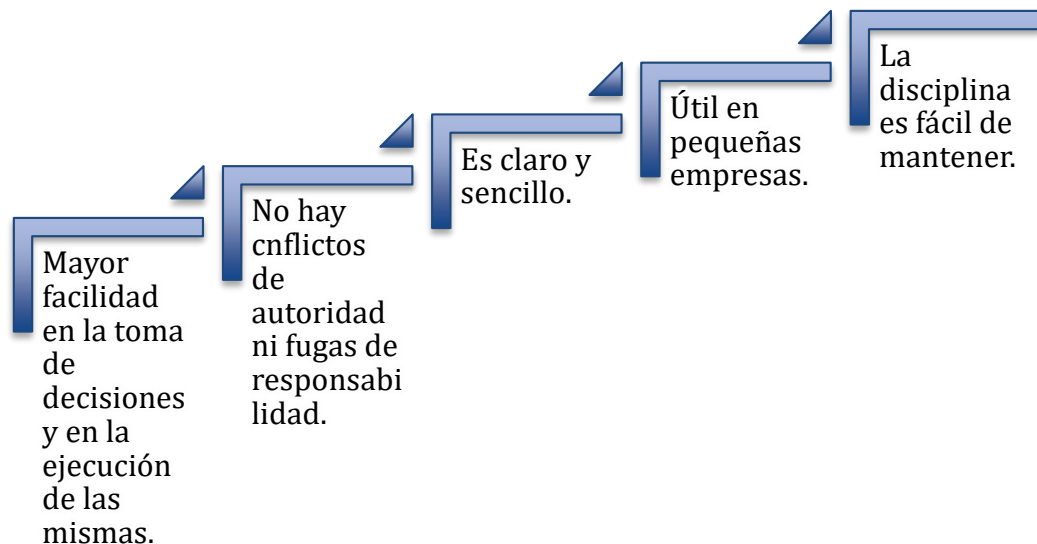 Mayor
facilidad
en la toma
de
decisiones
y en la
ejecución
de las
mismas.
No hay
cnflictos
de
autoridad
ni fugas de
responsabi
lidad.
Es claro y
sencillo.
Útil en
pequeñas
empresas.
La
disciplina
es fácil de
mantener.